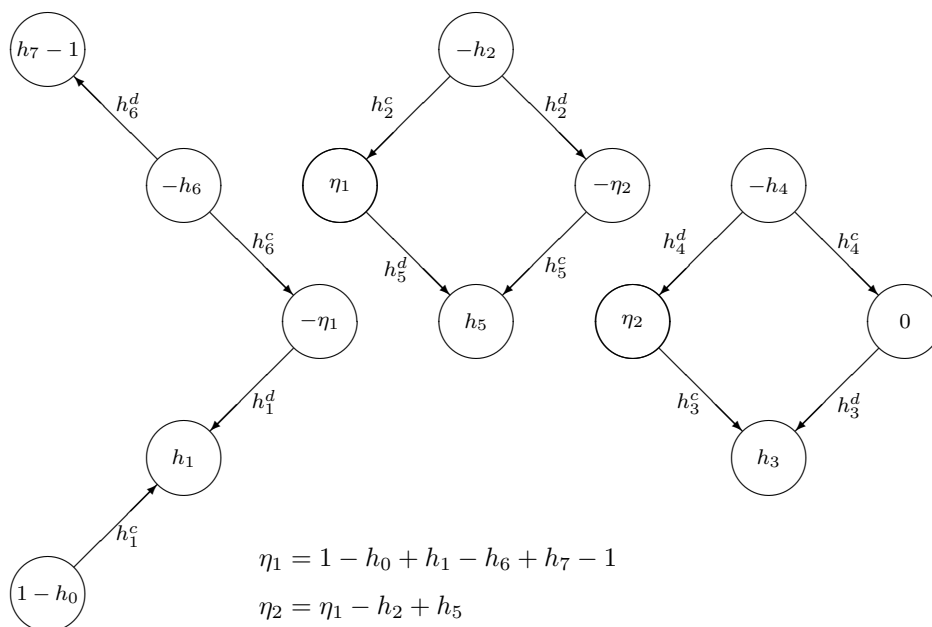 h_7 − 1
−h_2
h_6^d
h_2^c
h_2^d
−h_6
η_1
−η_2
−h_4
h_6^c
h_5^d
h_5^c
h_4^d
h_4^c
−η_1
h_5
η_2
0
h_1^d
h_3^c
h_3^d
h_1
h_3
h_1^c
η_1 = 1 − h_0 + h_1 − h_6 + h_7 − 1
1 − h_0
η_2 = η_1 − h_2 + h_5